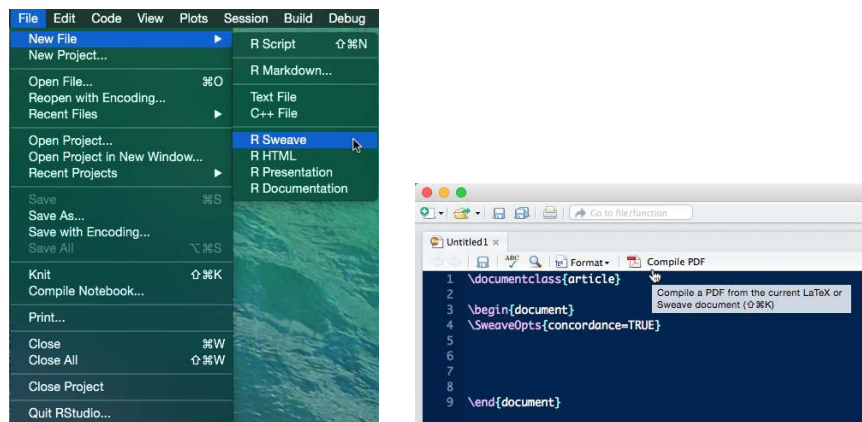 File Edit Code View Plots Session Build Debug
New File
New Project...
Open File... ⌘O
Reopen with Encoding...
Recent Files
Open Project...
Open Project in New Window...
Recent Projects
Save ⌘S
Save As...
Save with Encoding...
Save All ⌥⌘S
Knit ⇧⌘K
Compile Notebook...
Print...
Close ⌘W
Close All ⇧⌘W
Close Project
Quit RStudio...
R Script ⇧⌘N
R Markdown...
Text File
C++ File
R Sweave
R HTML
R Presentation
R Documentation
Go to file/function
Untitled1 ×
ABC Format Compile PDF
1 \documentclass{article}
Compile a PDF from the current LaTeX or
Sweave document (⇧⌘K)
2
3 \begin{document}
4 \SweaveOpts{concordance=TRUE}
5
6
7
8
9 \end{document}